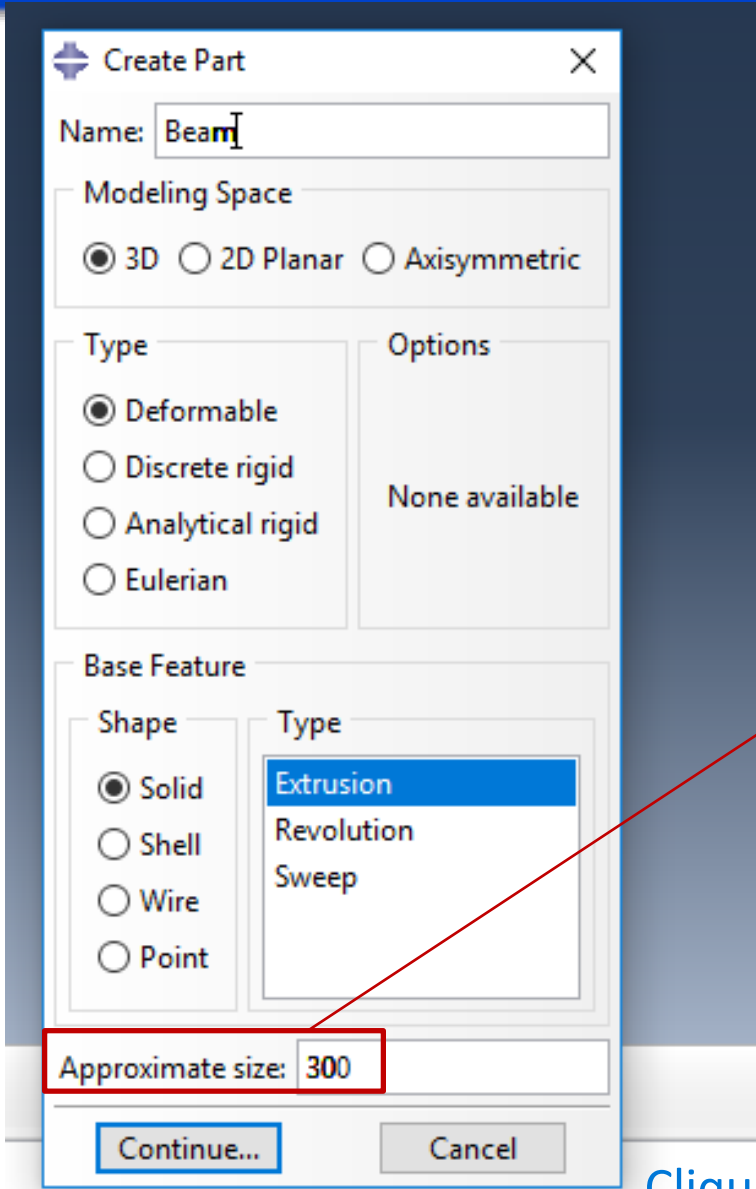 Create Part
Name: Beam
Modeling Space
3D 2D Planar Axisymmetric
Type
Deformable
Discrete rigid
Analytical rigid
Eulerian
Options
None available
Base Feature
Shape
Solid
Shell
Wire
Point
Type
Extrusion
Revolution
Sweep
Approximate size: 300
Continue... Cancel